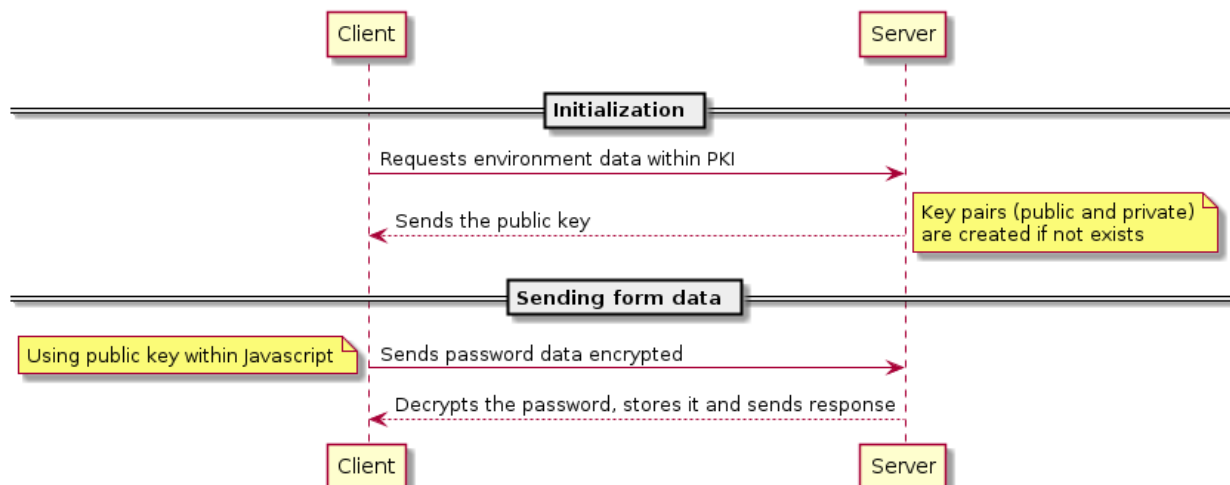 Client
Server
Initialization
Requests environment data within PKI
Sends the public key
Key pairs (public and private)
are created if not exists
Sending form data
Using public key within Javascript
Sends password data encrypted
Decrypts the password, stores it and sends response
Client
Server